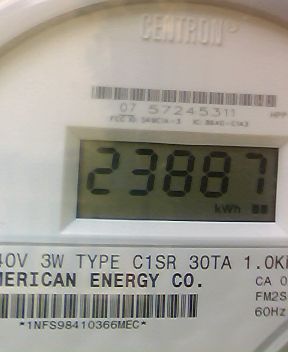 CENTRON®
07 57245311
HPP
23887
kWh
40V 3W TYPE C1SR 30TA 1.0K
MERICAN ENERGY CO.
CA 0
FM2S
60Hz
*1NFS98410366MEC*